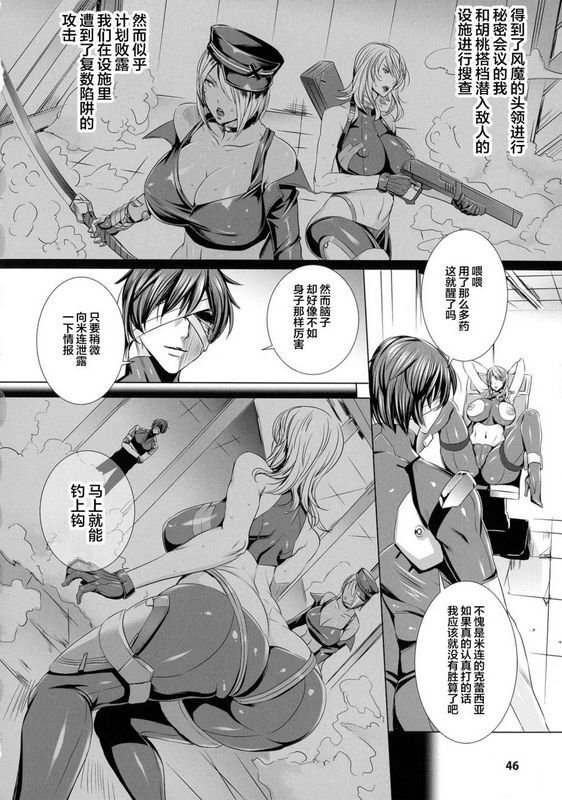 得到了风魔的头领进行
秘密会议的我
和胡桃搭档潜入敌人的
设施进行搜查
然而似乎
计划败露
我们在设施里
遭到了复数陷阱的
攻击
喂喂
用了那么多药
这就醒了吗
然而脑子
却好像不如
身子那样厉害
只要稍微
向米连泄露
一下情报
马上就能
钓上钩
不愧是米连的克蕾西亚
如果真的认真打的话
我应该就没有胜算了吧
46